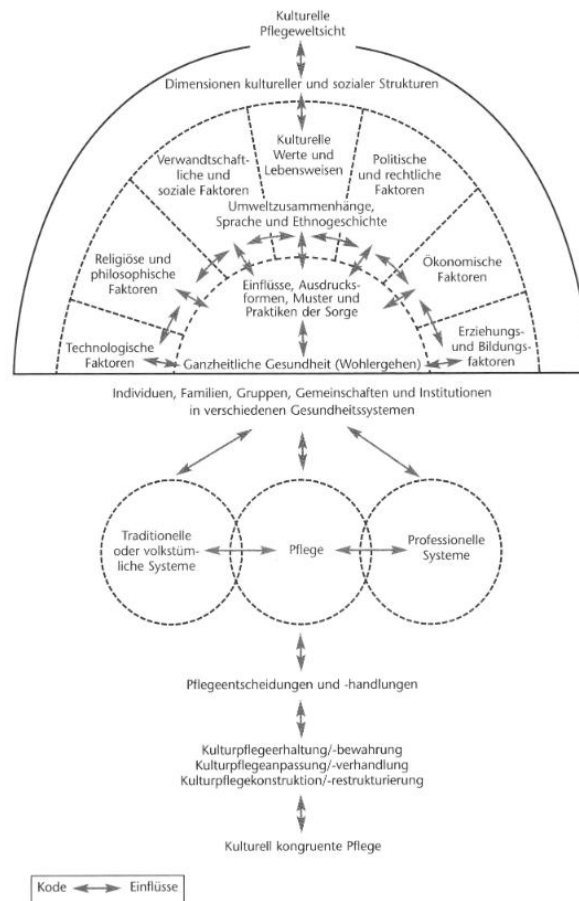 Kulturelle
Pflegeweltsicht
Dimensionen kultureller und sozialer Strukturen
Kulturelle
Werte und
Lebensweisen
Verwandtschaft-
liche und
soziale Faktoren
Politische
und rechtliche
Faktoren
Umweltzusammenhänge,
Sprache und Ethnogeschichte
Religiöse und
philosophische
Faktoren
Ökonomische
Faktoren
Einflüsse, Ausdrucks-
formen, Muster und
Praktiken der Sorge
Technologische
Faktoren
Erziehungs-
und Bildungs-
faktoren
Ganzheitliche Gesundheit (Wohlergehen)
Individuen, Familien, Gruppen, Gemeinschaften und Institutionen
in verschiedenen Gesundheitssystemen
Traditionelle
oder volkstüm-
liche Systeme
Pflege
Professionelle
Systeme
Pflegeentscheidungen und -handlungen
Kulturpflegeerhaltung/-bewahrung
Kulturpflegeanpassung/-verhandlung
Kulturpflegekonstruktion/-restrukturierung
Kulturell kongruente Pflege
Kode Einflüsse